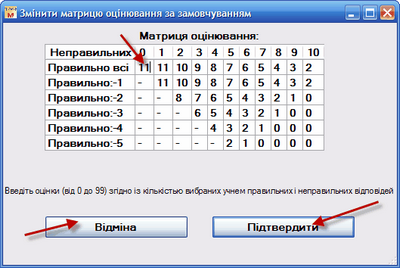 Змінити матрицю оцінювання за замовчуванням
Матриця оцінювання:
Неправильних 0 1 2 3 4 5 6 7 8 9 10
Правильно всі 11 11 10 9 8 7 6 5 4 3 2
Правильно:-1 - 11 10 9 8 7 6 5 4 3 2
Правильно:-2 - - 8 7 6 5 4 3 2 1 0
Правильно:-3 - - - 6 5 4 3 2 1 0 0
Правильно:-4 - - - - 4 3 2 1 0 0 0
Правильно:-5 - - - - - 2 1 0 0 0 0
Введіть оцінки (від 0 до 99) згідно із кількістью вибраних учнем правильних і неправильних відповідей
Відміна
Підтвердити